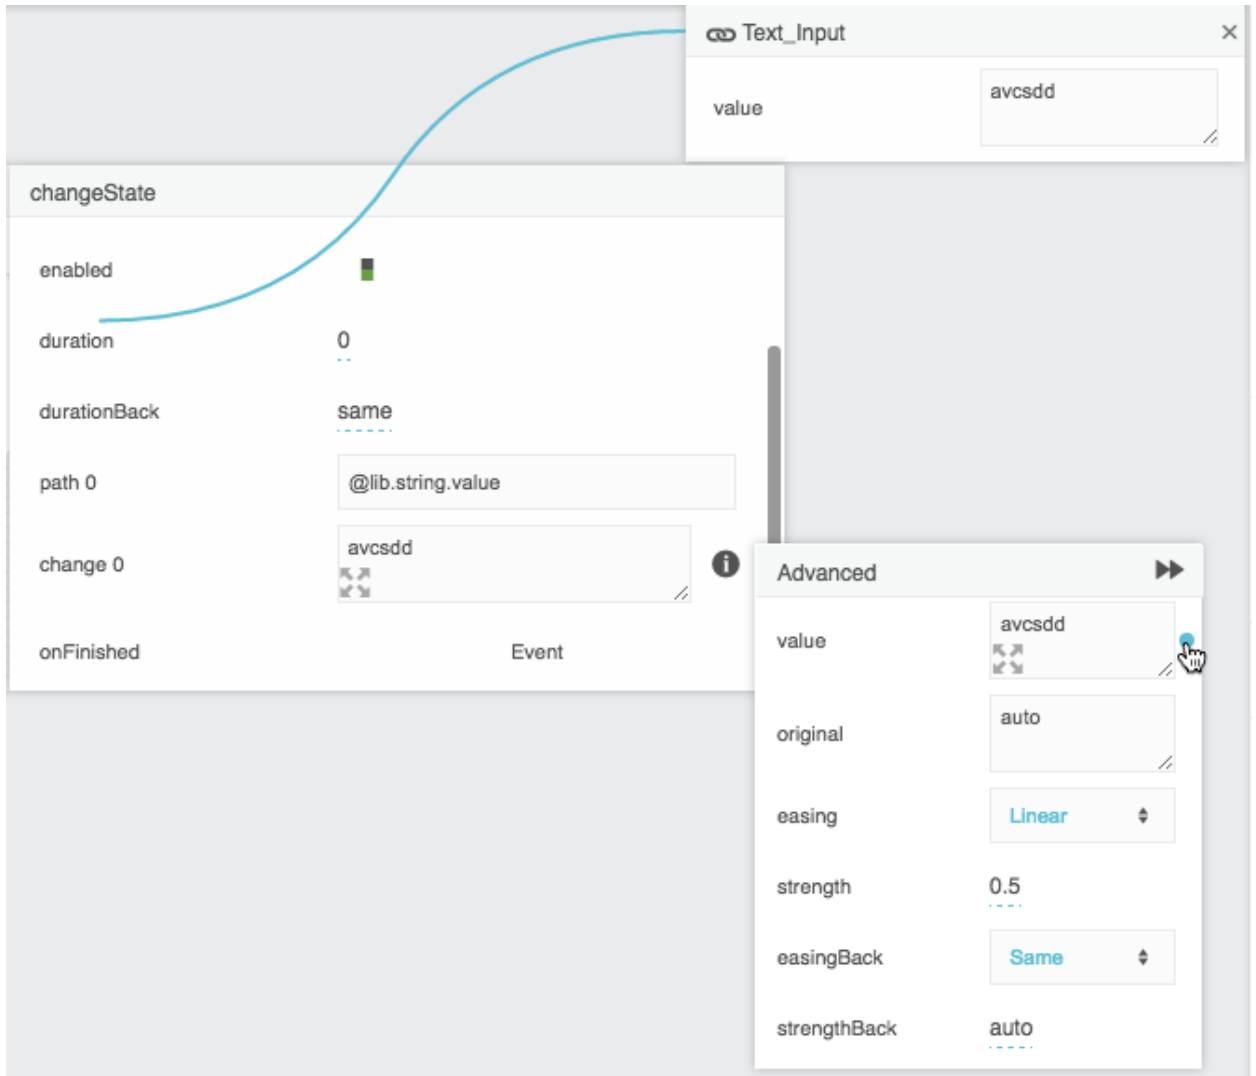 Text_Input
value avcsdd
changeState
enabled
duration 0
durationBack same
path 0 @lib.string.value
change 0 avcsdd
onFinished Event
Advanced
value avcsdd
original auto
easing Linear
strength 0.5
easingBack Same
strengthBack auto